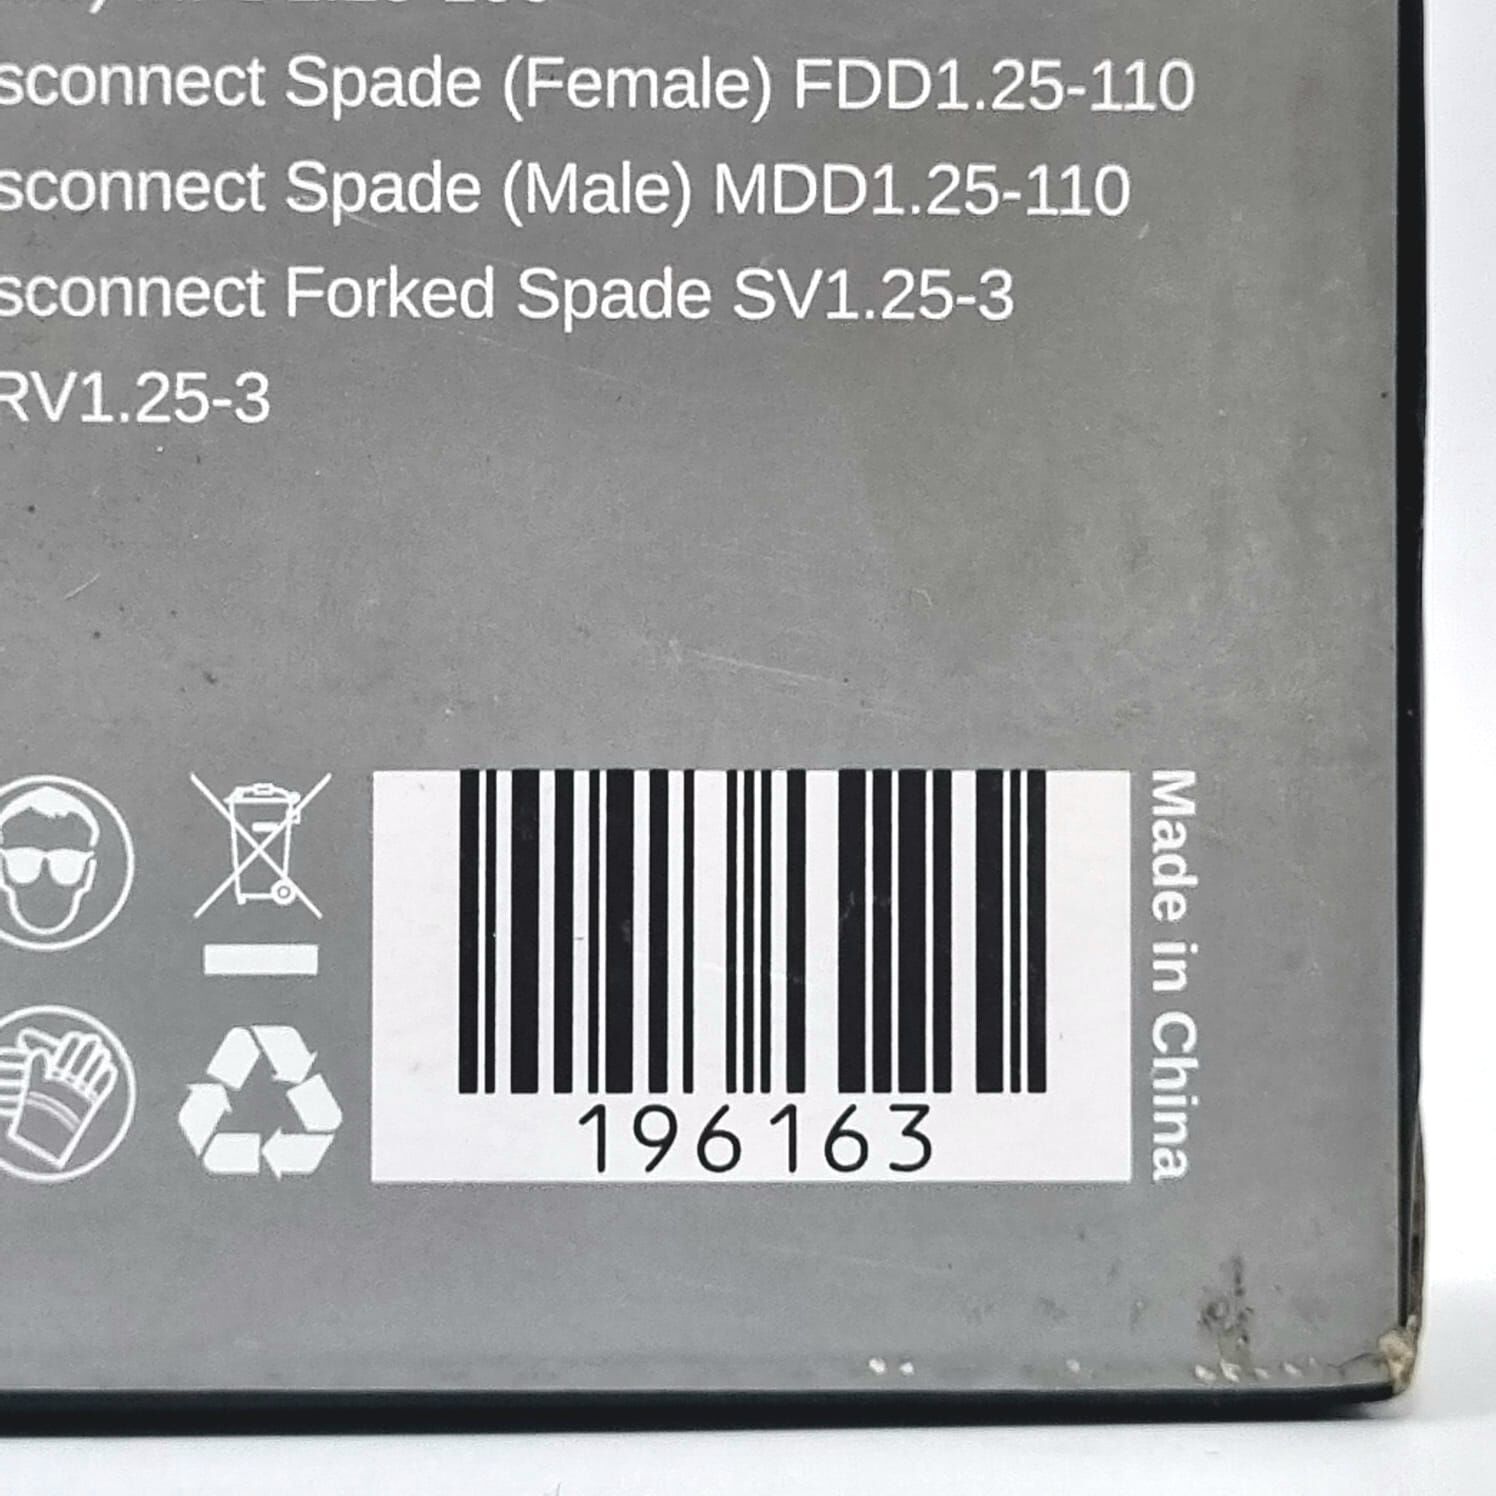 sconnect Spade (Female) FDD1.25-110
sconnect Spade (Male) MDD1.25-110
sconnect Forked Spade SV1.25-3
RV1.25-3
196163
Made in China